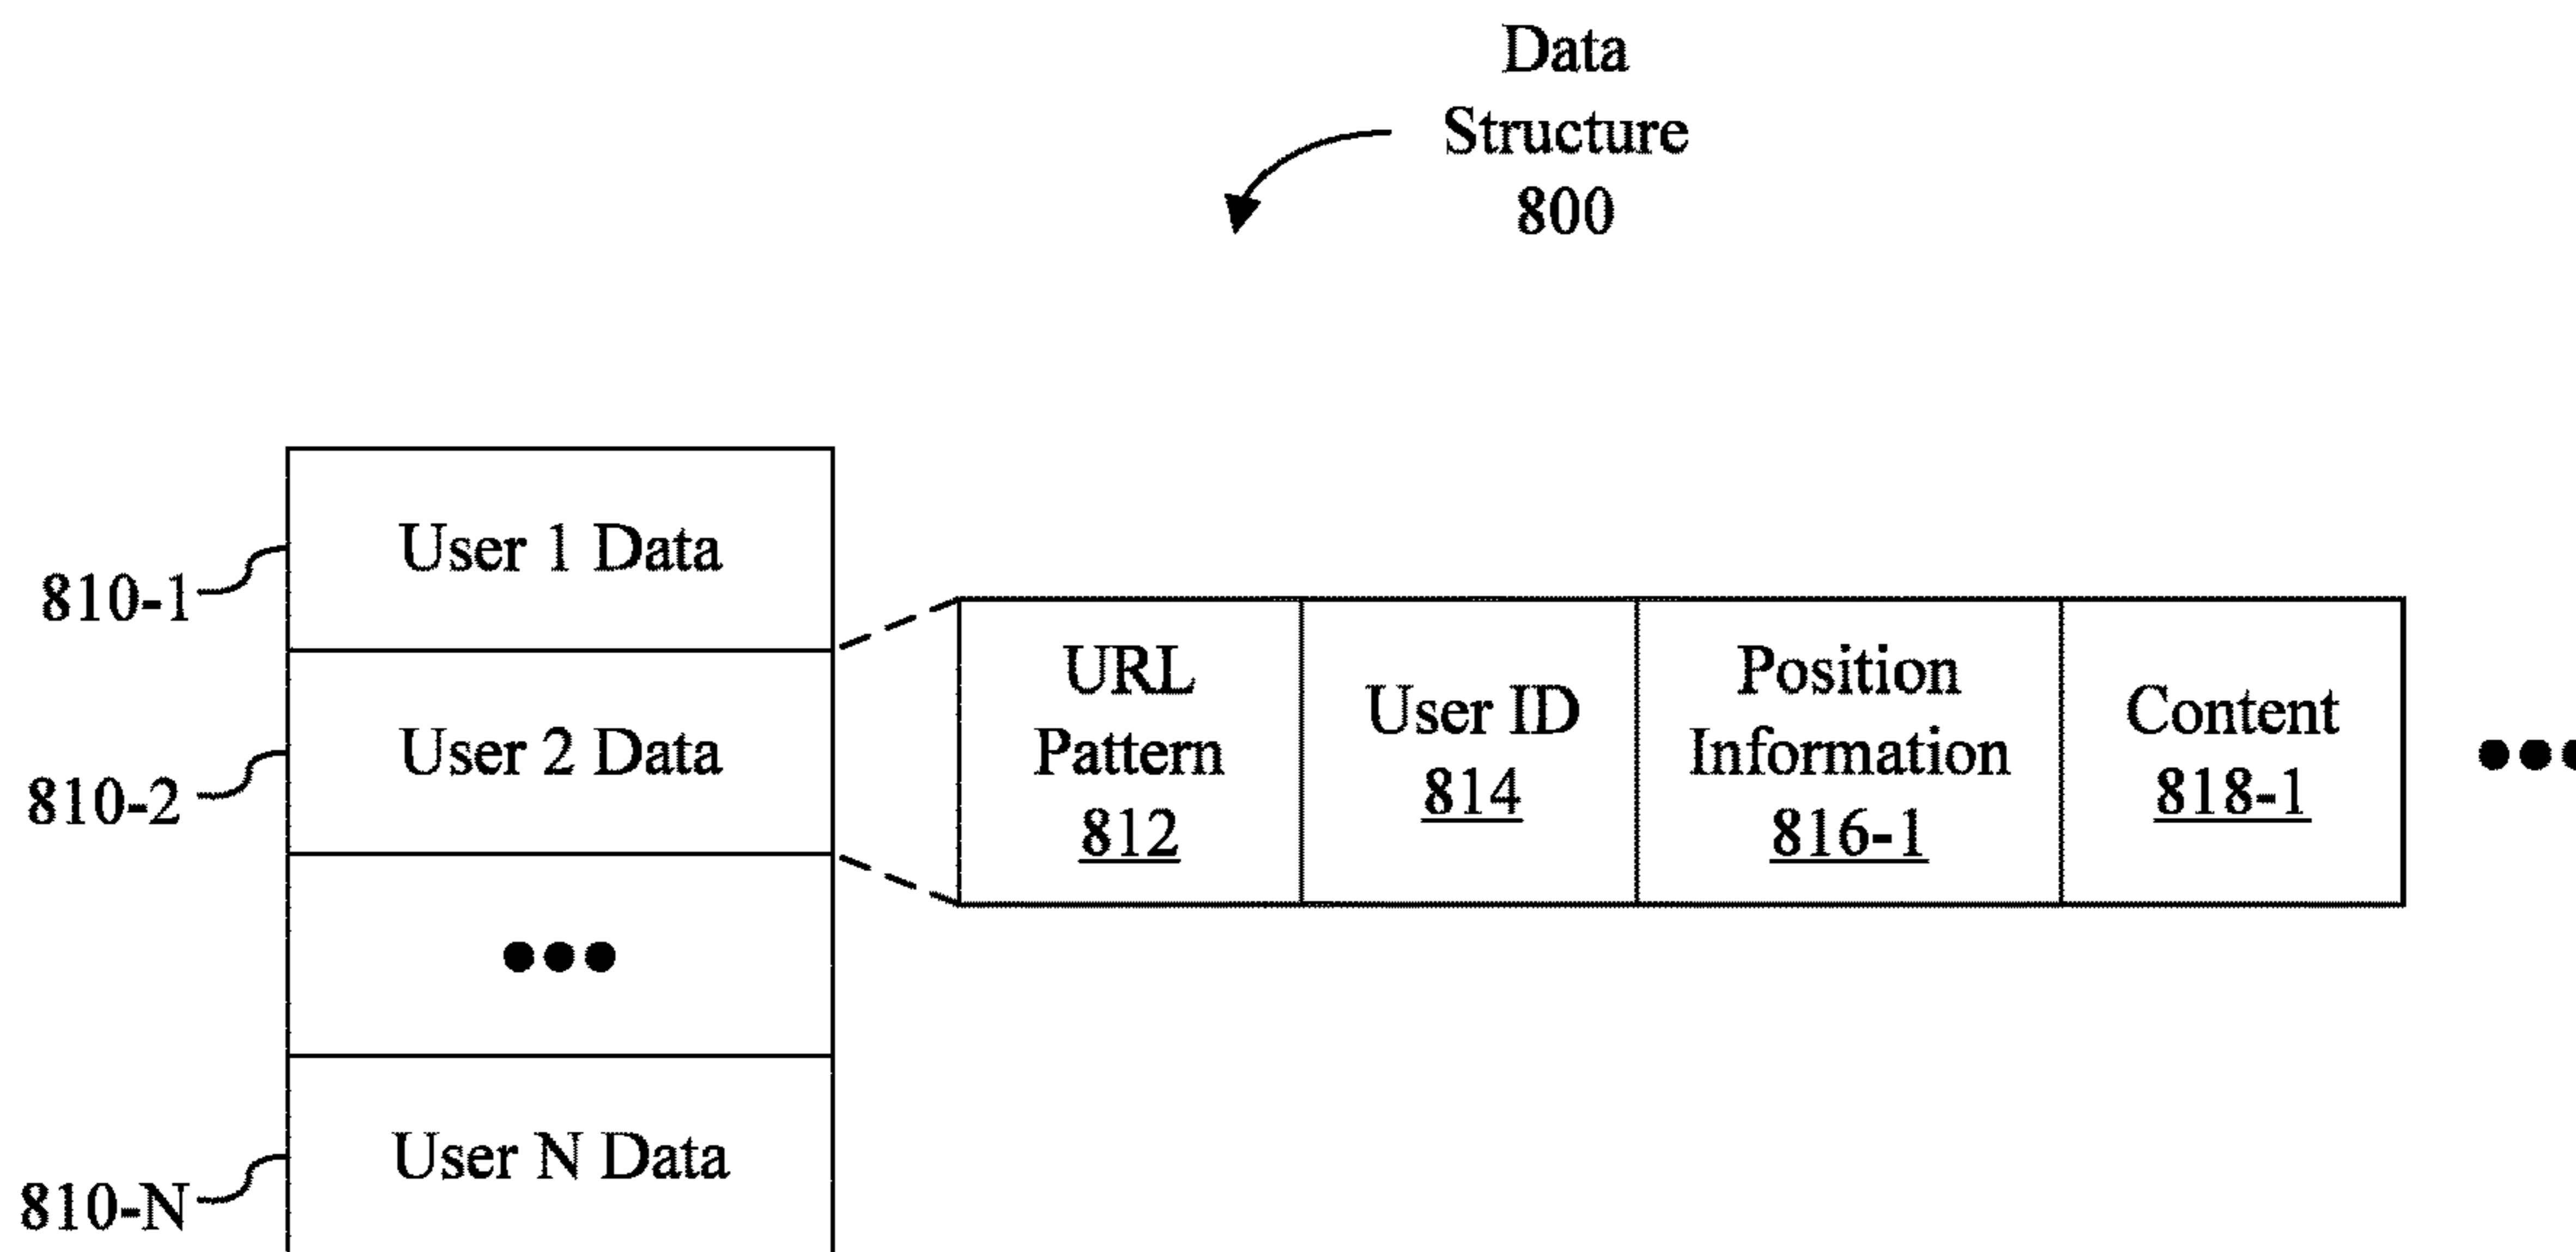 Data
Structure
800
User 1 Data
810-1
User 2 Data
810-2
•••
User N Data
810-N
URL
Pattern
812
User ID
814
Position
Information
816-1
Content
818-1
•••